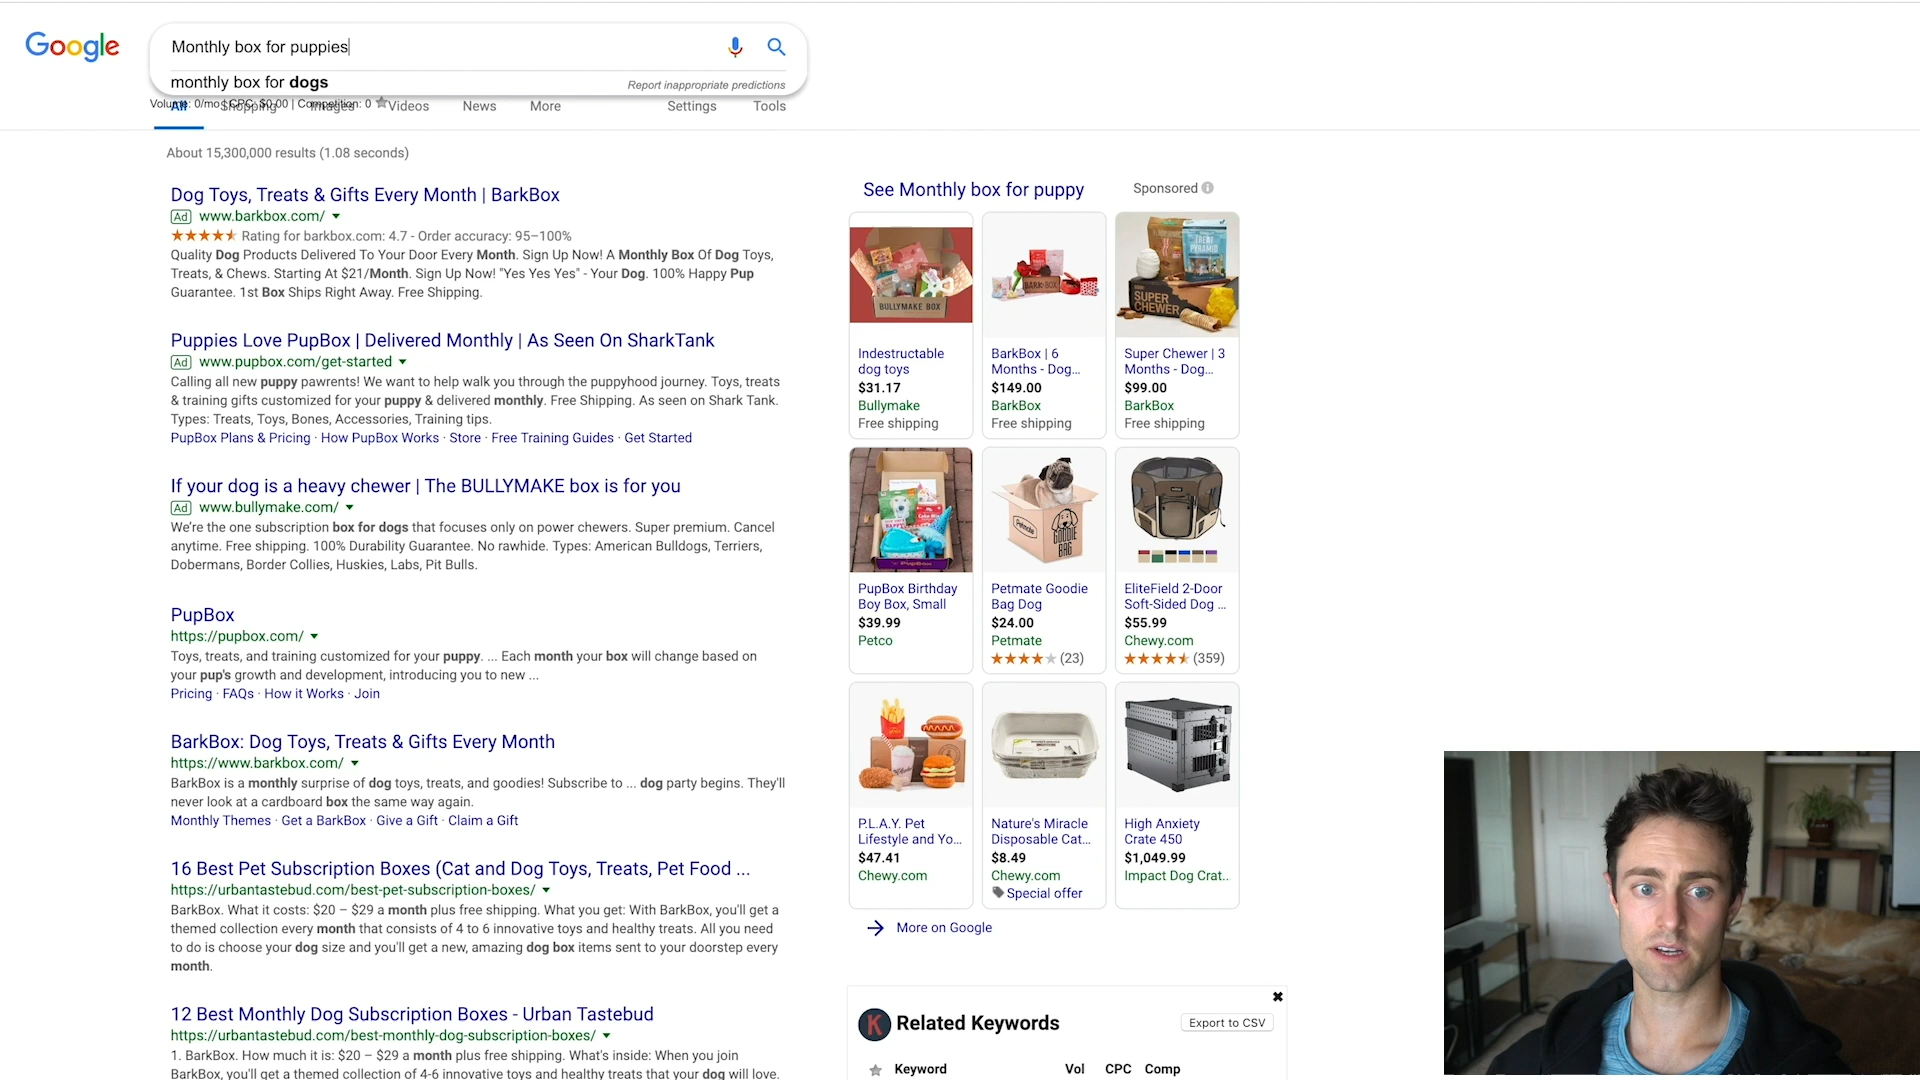 Google
Monthly box for puppies
monthly box for dogs
Report inappropriate predictions
Volume: 0/mo | CPC: $0.00 | Competition: 0
All Shopping Images Videos News More Settings Tools
About 15,300,000 results (1.08 seconds)
Dog Toys, Treats & Gifts Every Month | BarkBox
Ad www.barkbox.com/
Rating for barkbox.com: 4.7 - Order accuracy: 95–100%
Quality Dog Products Delivered To Your Door Every Month. Sign Up Now! A Monthly Box Of Dog Toys,
Treats, & Chews. Starting At $21/Month. Sign Up Now! "Yes Yes Yes" - Your Dog. 100% Happy Pup
Guarantee. 1st Box Ships Right Away. Free Shipping.
Puppies Love PupBox | Delivered Monthly | As Seen On SharkTank
Ad www.pupbox.com/get-started
Calling all new puppy pawrents! We want to help walk you through the puppyhood journey. Toys, treats
& training gifts customized for your puppy & delivered monthly. Free Shipping. As seen on Shark Tank.
Types: Treats, Toys, Bones, Accessories, Training tips.
PupBox Plans & Pricing · How PupBox Works · Store · Free Training Guides · Get Started
If your dog is a heavy chewer | The BULLYMAKE box is for you
Ad www.bullymake.com/
We're the one subscription box for dogs that focuses only on power chewers. Super premium. Cancel
anytime. Free shipping. 100% Durability Guarantee. No rawhide. Types: American Bulldogs, Terriers,
Dobermans, Border Collies, Huskies, Labs, Pit Bulls.
PupBox
https://pupbox.com/
Toys, treats, and training customized for your puppy. ... Each month your box will change based on
your pup's growth and development, introducing you to new ...
Pricing · FAQs · How it Works · Join
BarkBox: Dog Toys, Treats & Gifts Every Month
https://www.barkbox.com/
BarkBox is a monthly surprise of dog toys, treats, and goodies! Subscribe to ... dog party begins. They'll
never look at a cardboard box the same way again.
Monthly Themes · Get a BarkBox · Give a Gift · Claim a Gift
16 Best Pet Subscription Boxes (Cat and Dog Toys, Treats, Pet Food ...
https://urbantastebud.com/best-pet-subscription-boxes/
BarkBox. What it costs: $20 – $29 a month plus free shipping. What you get: With BarkBox, you'll get a
themed collection every month that consists of 4 to 6 innovative toys and healthy treats. All you need
to do is choose your dog size and you'll get a new, amazing dog box items sent to your doorstep every
month.
12 Best Monthly Dog Subscription Boxes - Urban Tastebud
https://urbantastebud.com/best-monthly-dog-subscription-boxes/
1. BarkBox. How much it is: $20 – $29 a month plus free shipping. What's inside: When you join
BarkBox, you'll get a themed collection of 4-6 innovative toys and healthy treats that your dog will love.
See Monthly box for puppy
Sponsored
BULLYMAKE BOX
BARK BOX
TREAT
PYRAMID
SUPER
CHEWER
Indestructable
dog toys
$31.17
Bullymake
Free shipping
BarkBox | 6
Months - Dog...
$149.00
BarkBox
Free shipping
Super Chewer | 3
Months - Dog...
$99.00
BarkBox
Free shipping
PupBox
Petmate
GOODIE
BAG
PupBox Birthday
Boy Box, Small
$39.99
Petco
Petmate Goodie
Bag Dog
$24.00
Petmate
(23)
EliteField 2-Door
Soft-Sided Dog ...
$55.99
Chewy.com
(359)
P.L.A.Y. Pet
Lifestyle and Yo...
$47.41
Chewy.com
Nature's Miracle
Disposable Cat...
$8.49
Chewy.com
Special offer
High Anxiety
Crate 450
$1,049.99
Impact Dog Crat..
More on Google
K Related Keywords
Export to CSV
Keyword Vol CPC Comp